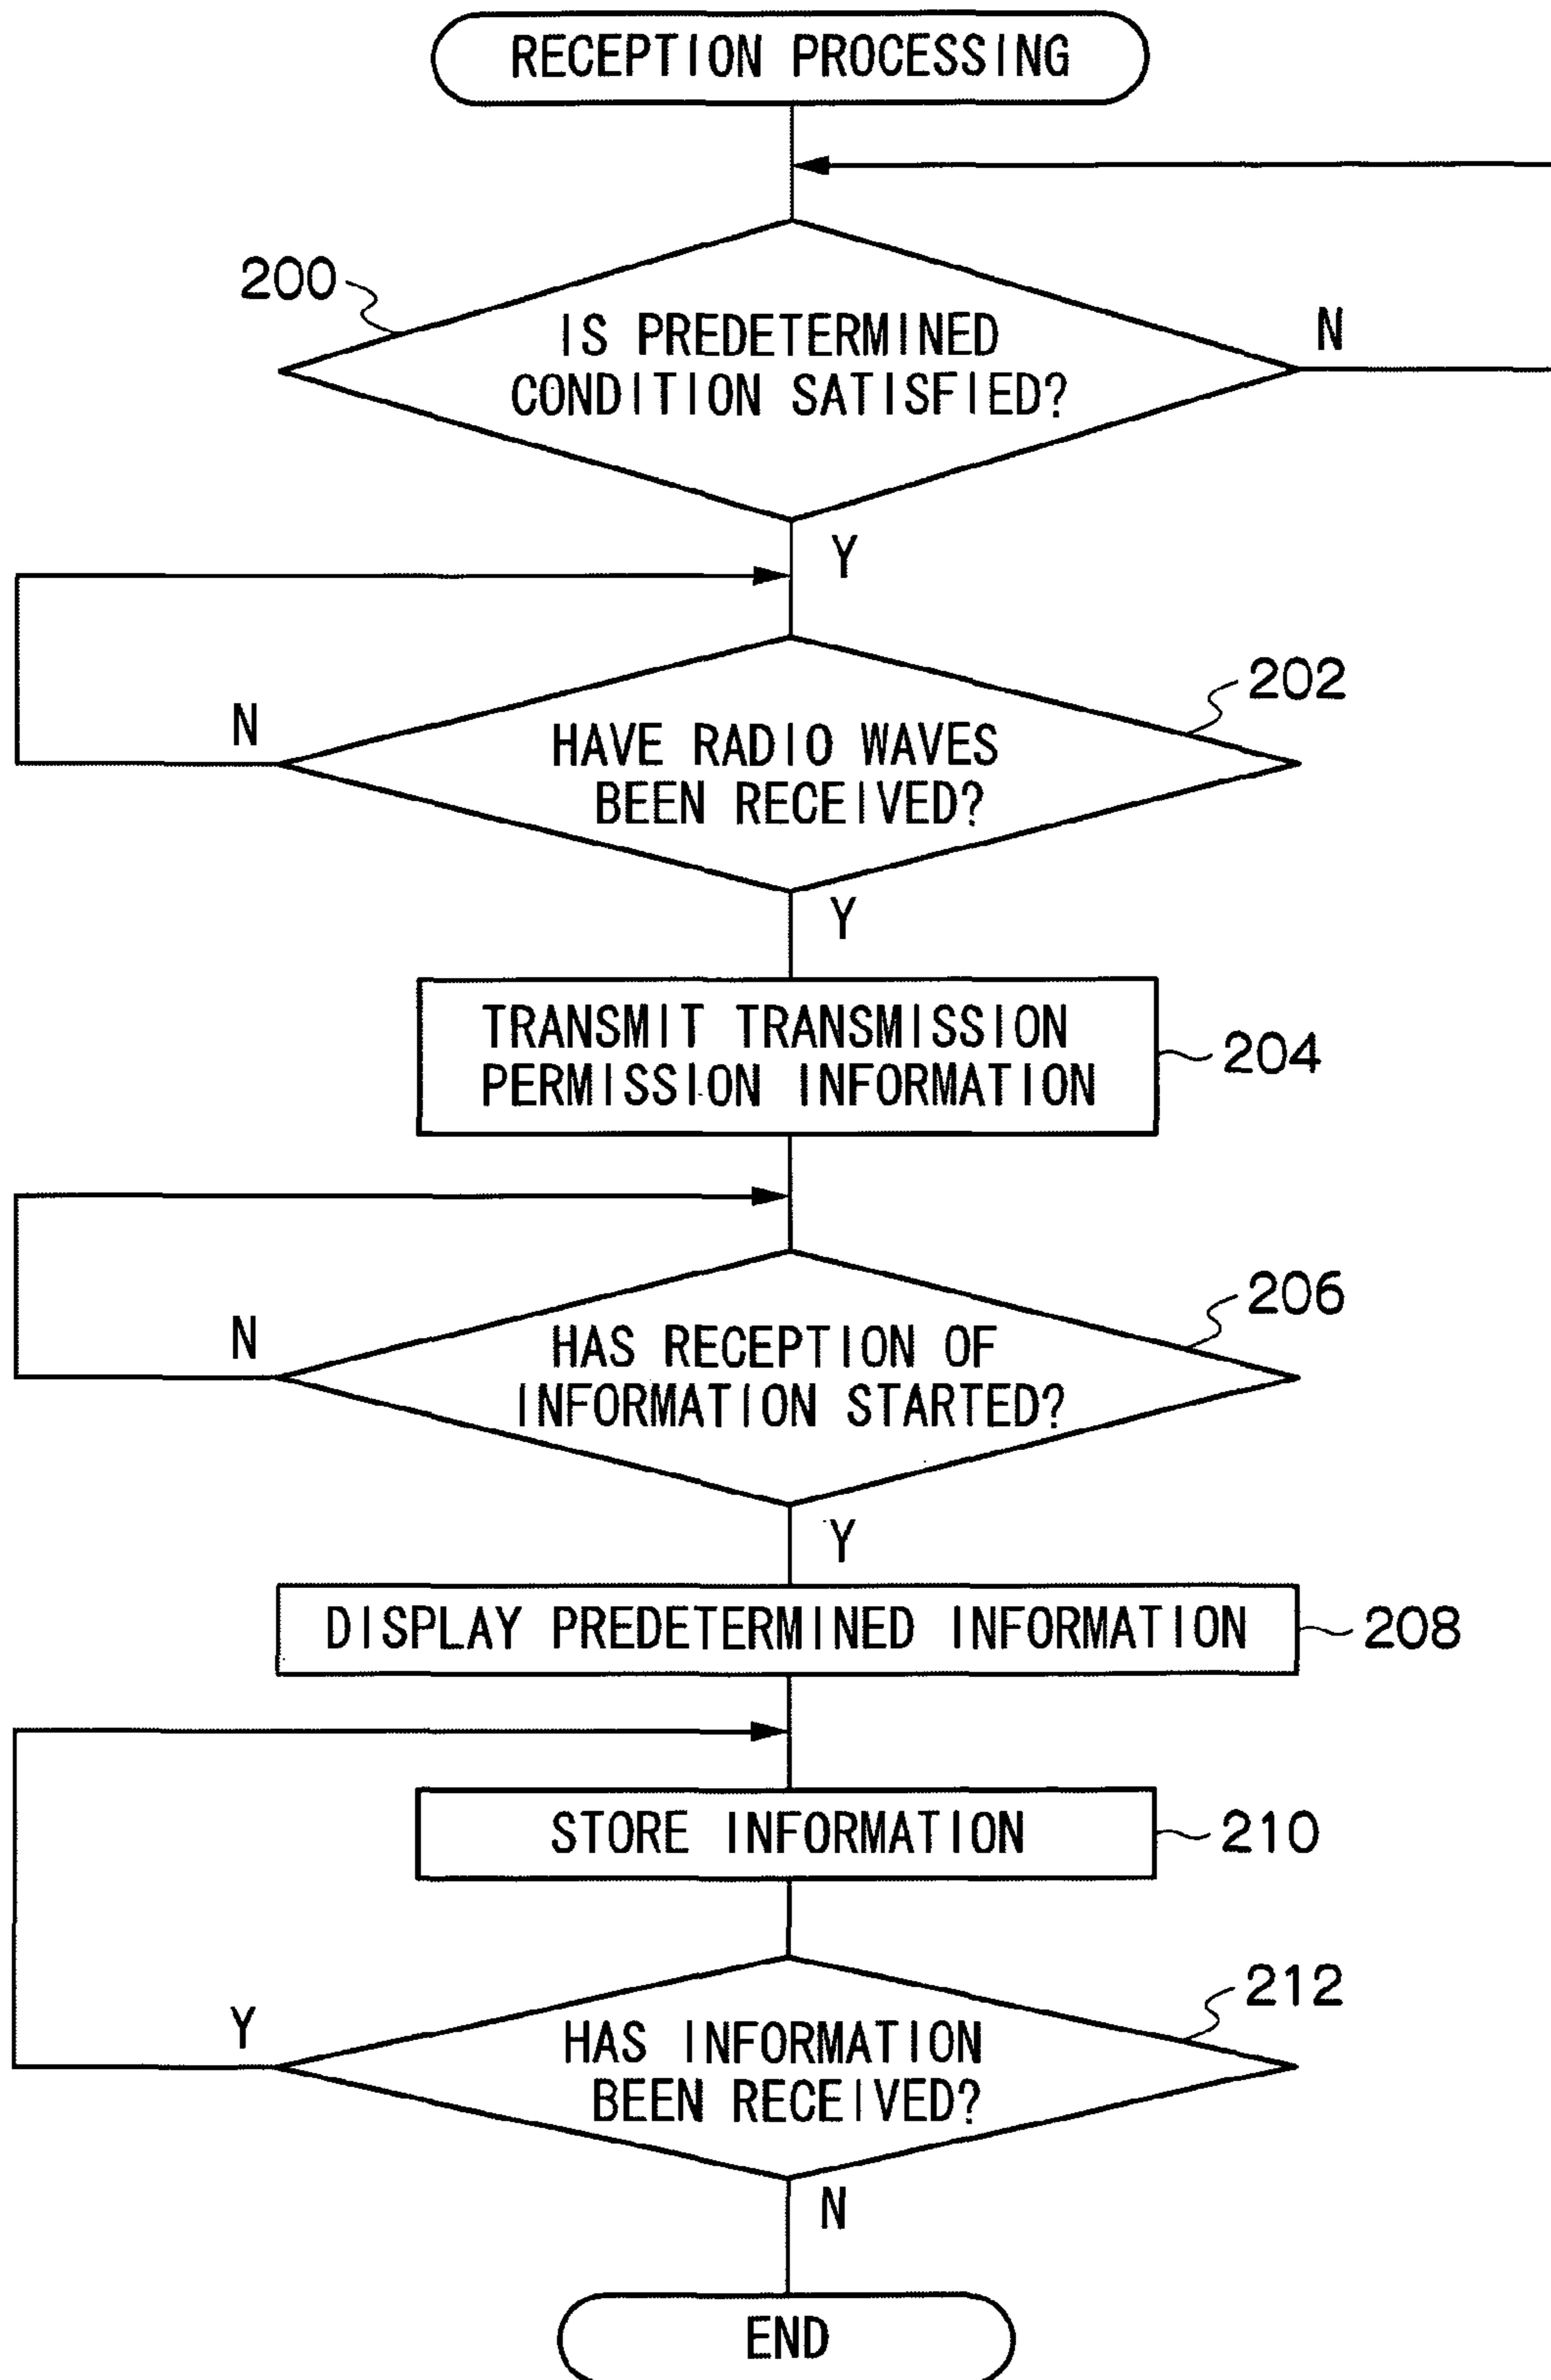 RECEPTION PROCESSING
200
IS PREDETERMINED
CONDITION SATISFIED?
N
Y
202
N
HAVE RADIO WAVES
BEEN RECEIVED?
Y
TRANSMIT TRANSMISSION
PERMISSION INFORMATION
204
206
N
HAS RECEPTION OF
INFORMATION STARTED?
Y
DISPLAY PREDETERMINED INFORMATION
208
STORE INFORMATION
210
212
Y
HAS INFORMATION
BEEN RECEIVED?
N
END